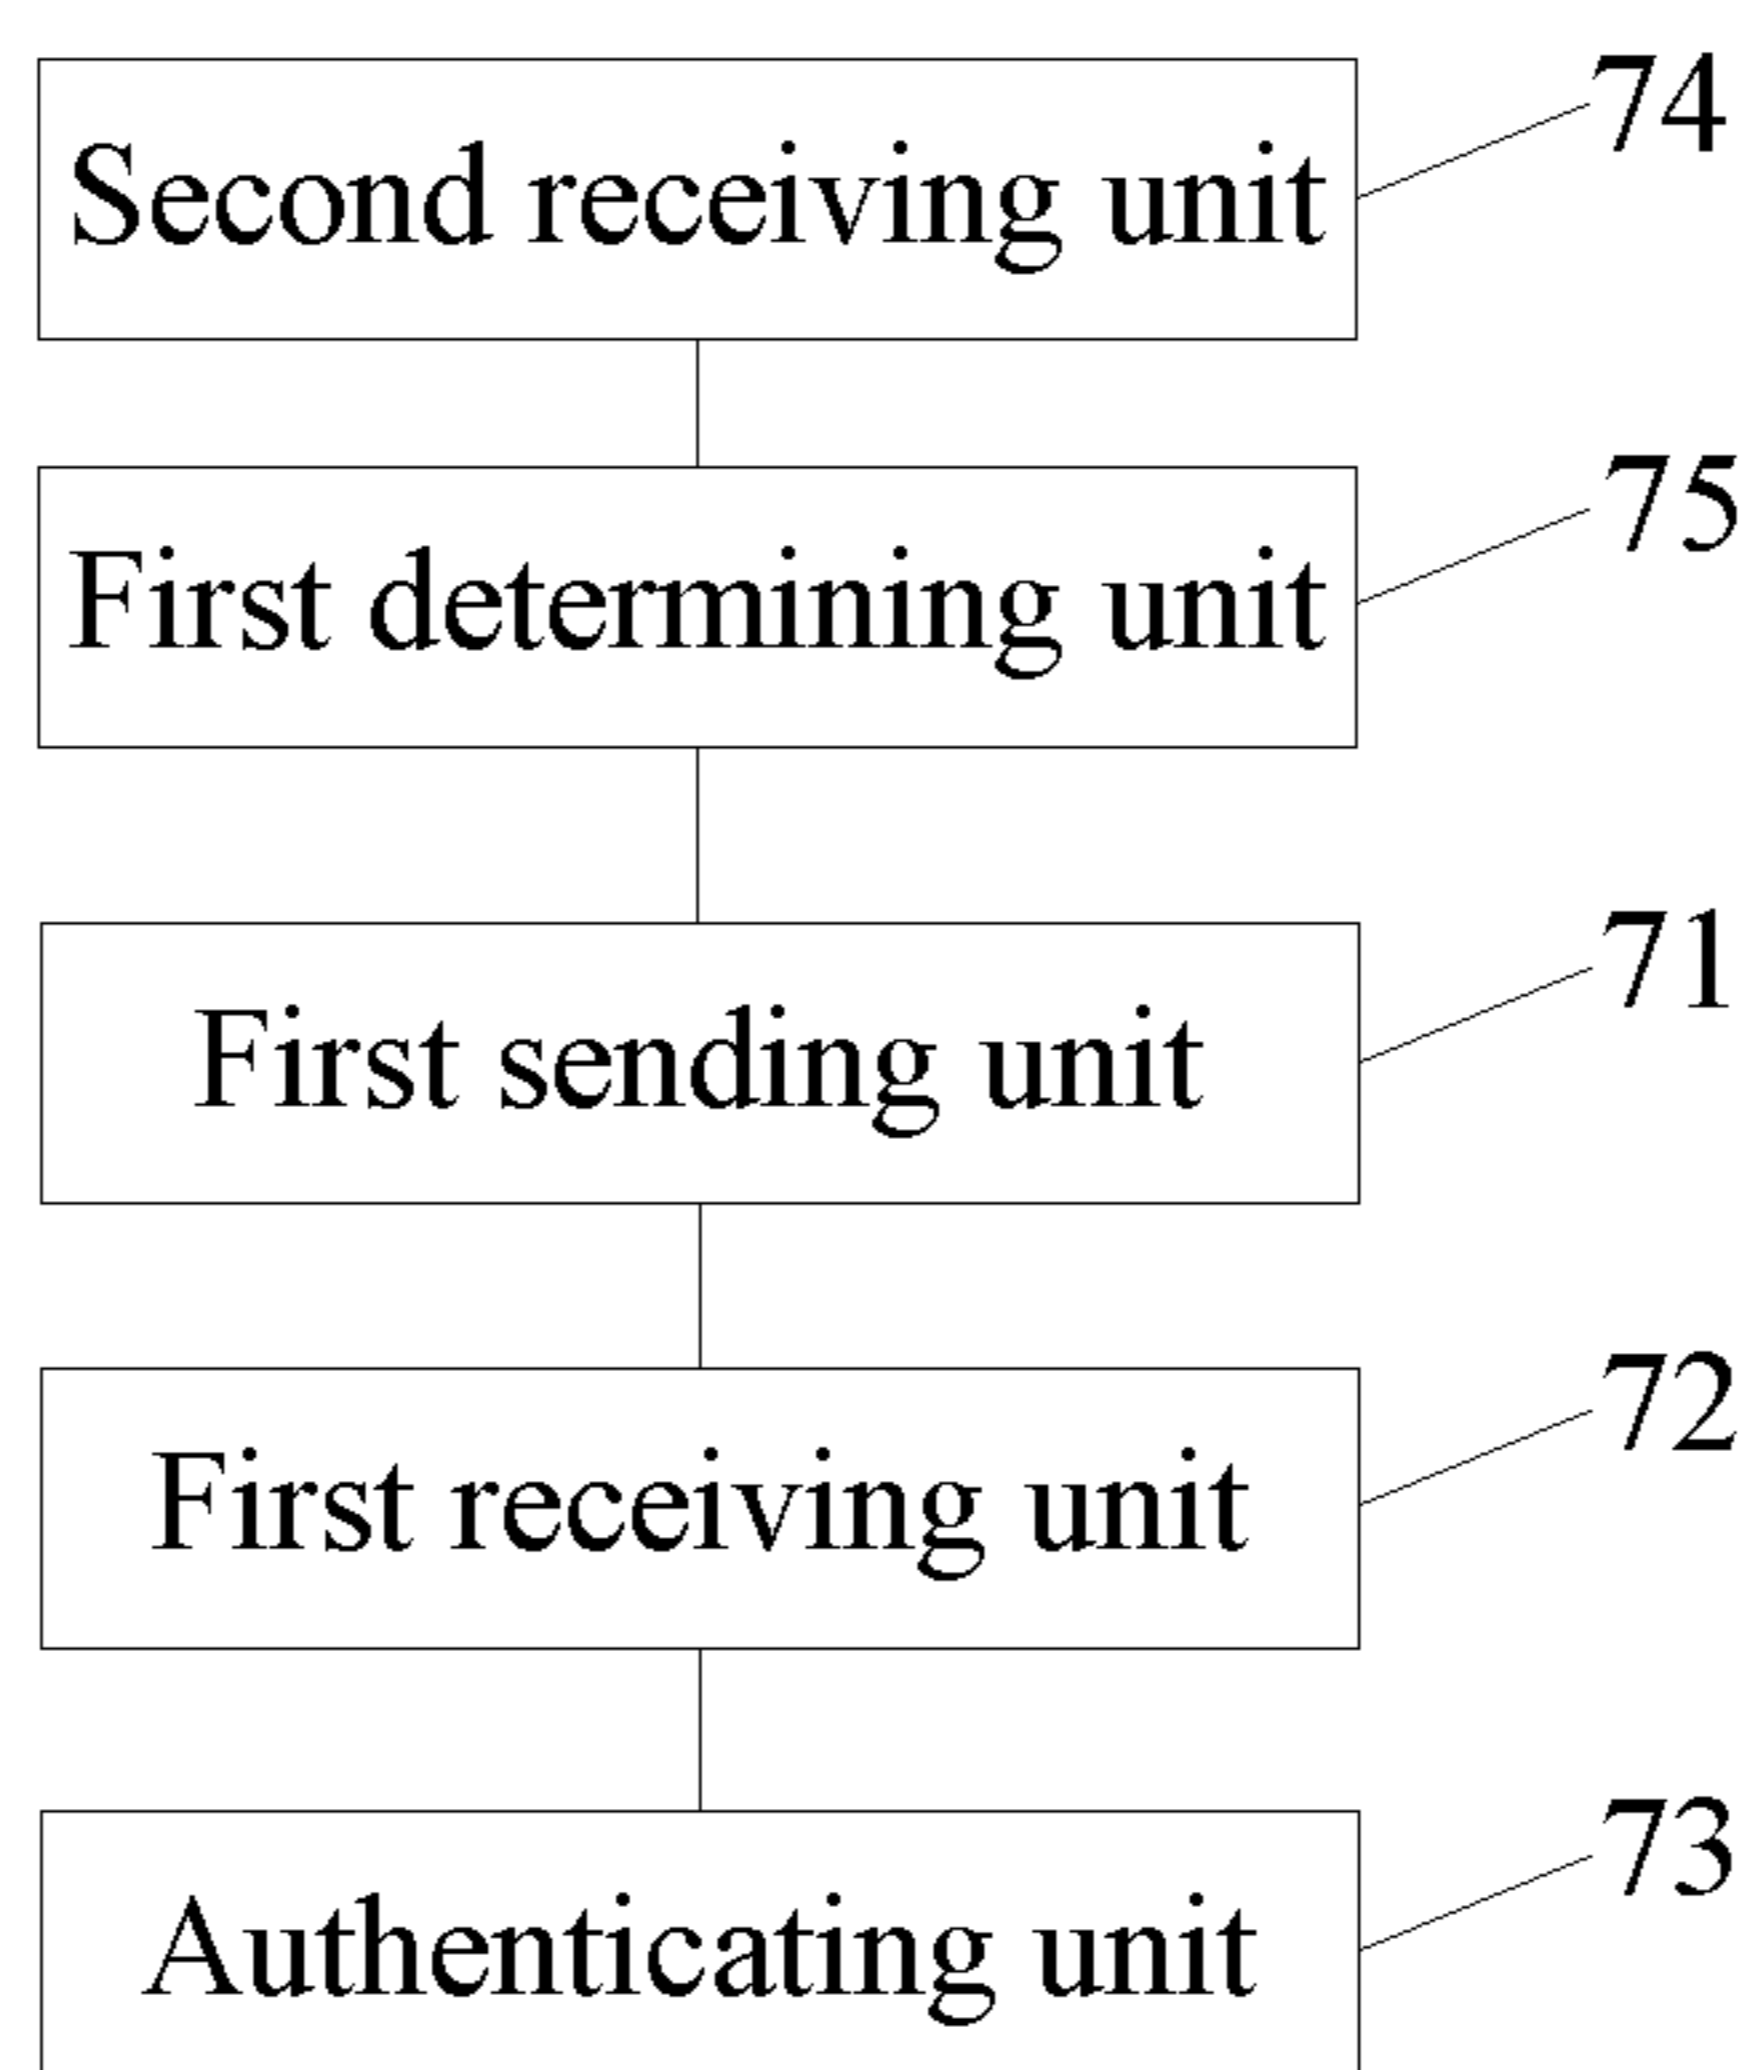 74
Second receiving unit
75
First determining unit
71
First sending unit
72
First receiving unit
73
Authenticating unit